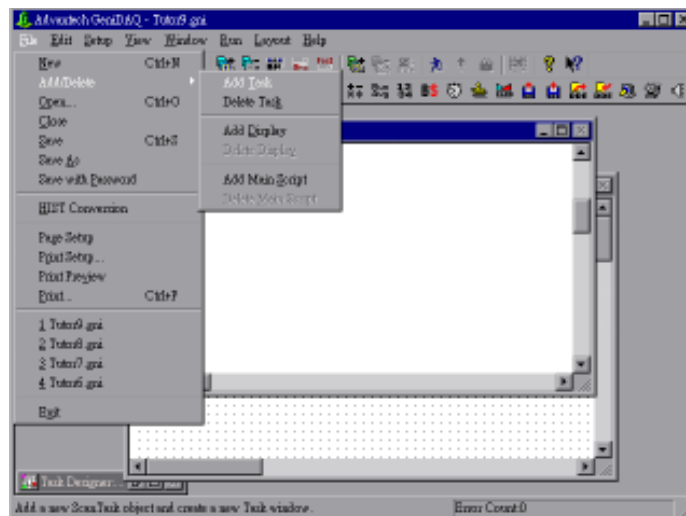 Advantech GeniDAQ - Tutor9.gni
File Edit Setup View Window Run Layout Help
New Ctrl+N
Add/Delete
Open... Ctrl+O
Close
Save Ctrl+S
Save As
Save with Password
HIST Conversion
Page Setup
Print Setup...
Print Preview
Print... Ctrl+P
1 Tutor9.gni
2 Tutor8.gni
3 Tutor7.gni
4 Tutor6.gni
Exit
Add Task
Delete Task
Add Display
Delete Display
Add Main Script
Delete Main Script
Task Designer...
Add a new ScanTask object and create a new Task window.
Error Count:0